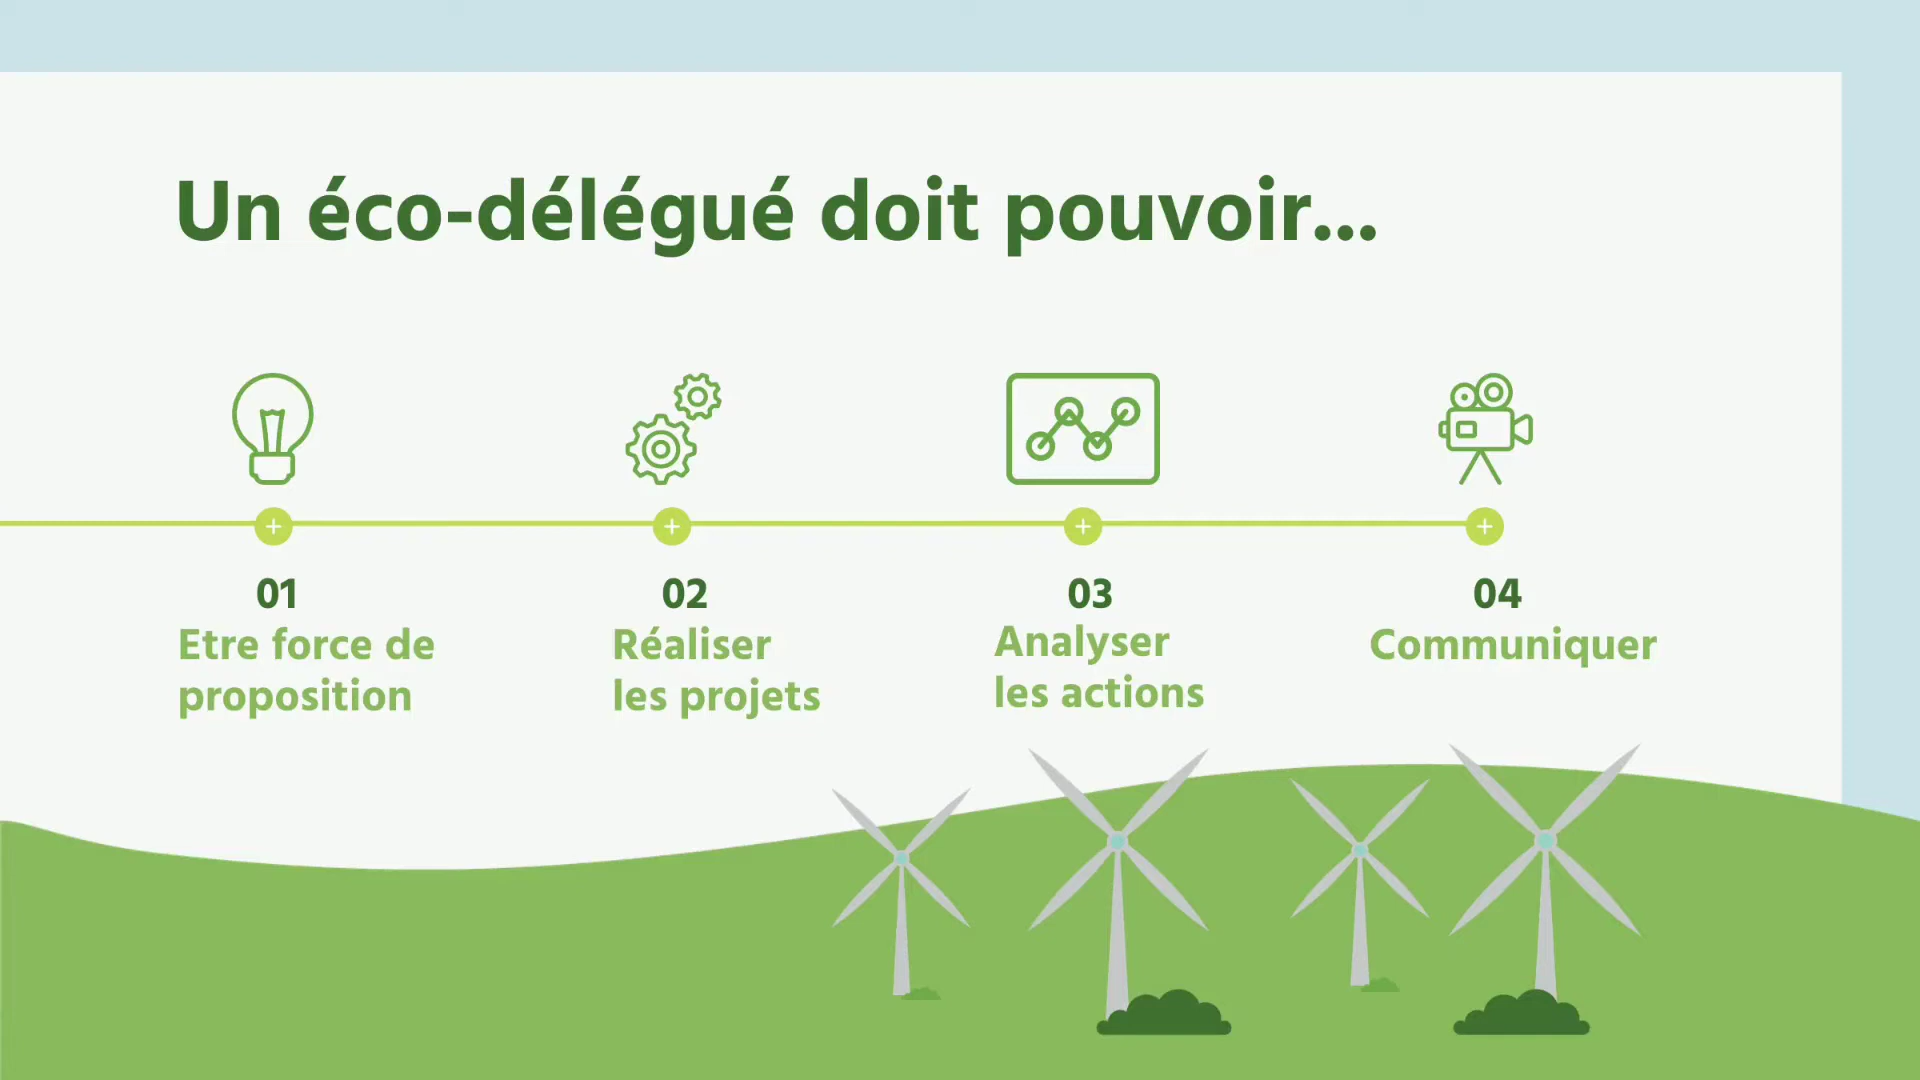 Un éco-délégué doit pouvoir...
01
Etre force de
proposition
02
Réaliser
les projets
03
Analyser
les actions
04
Communiquer